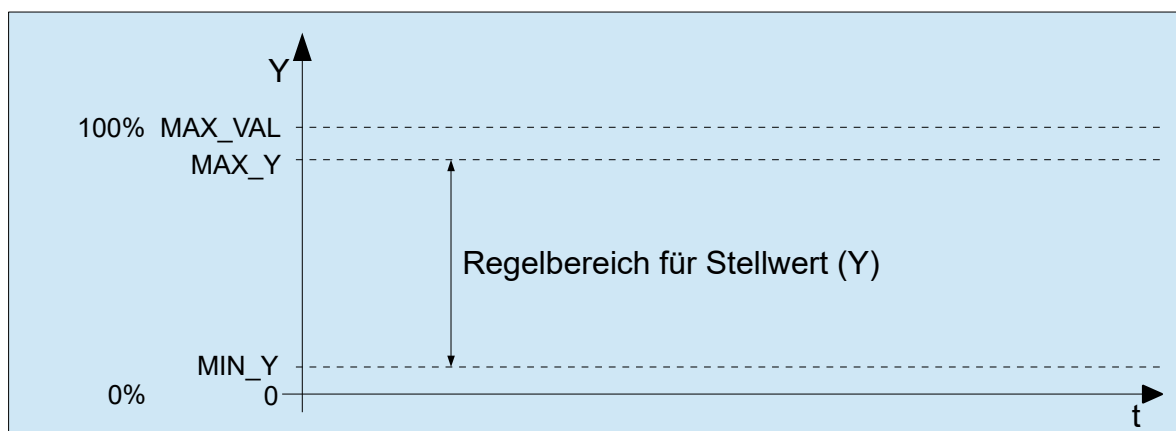 Y
100% MAX_VAL
MAX_Y
Regelbereich für Stellwert (Y)
MIN_Y
0% 0
t